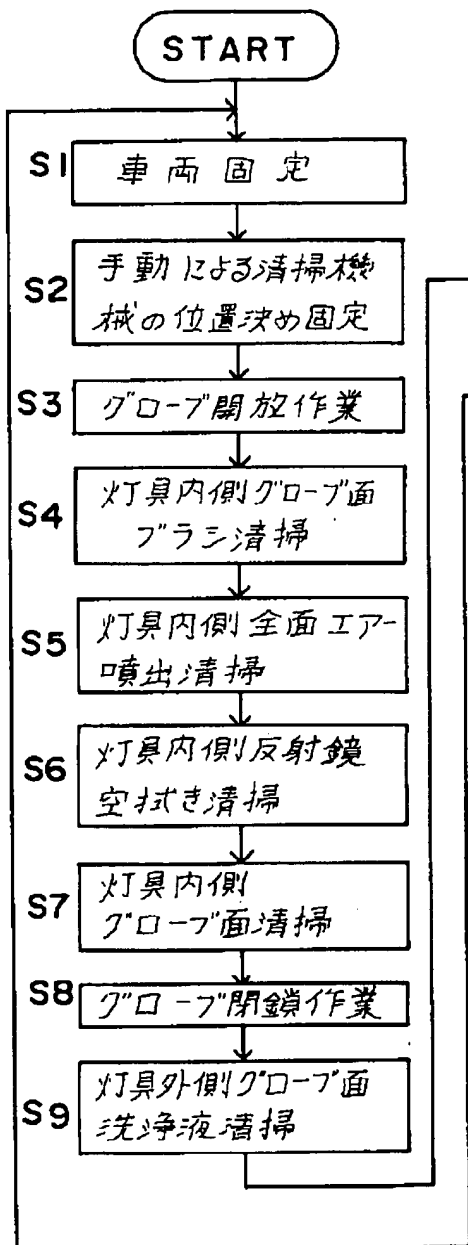 START
S1
車両固定
S2
手動による清掃機
械の位置決め固定
S3
グローブ開放作業
S4
灯具内側グローブ面
ブラシ清掃
S5
灯具内側全面エアー
噴出清掃
S6
灯具内側反射鏡
空拭き清掃
S7
灯具内側
グローブ面清掃
S8
グローブ閉鎖作業
S9
灯具外側グローブ面
洗浄液清掃